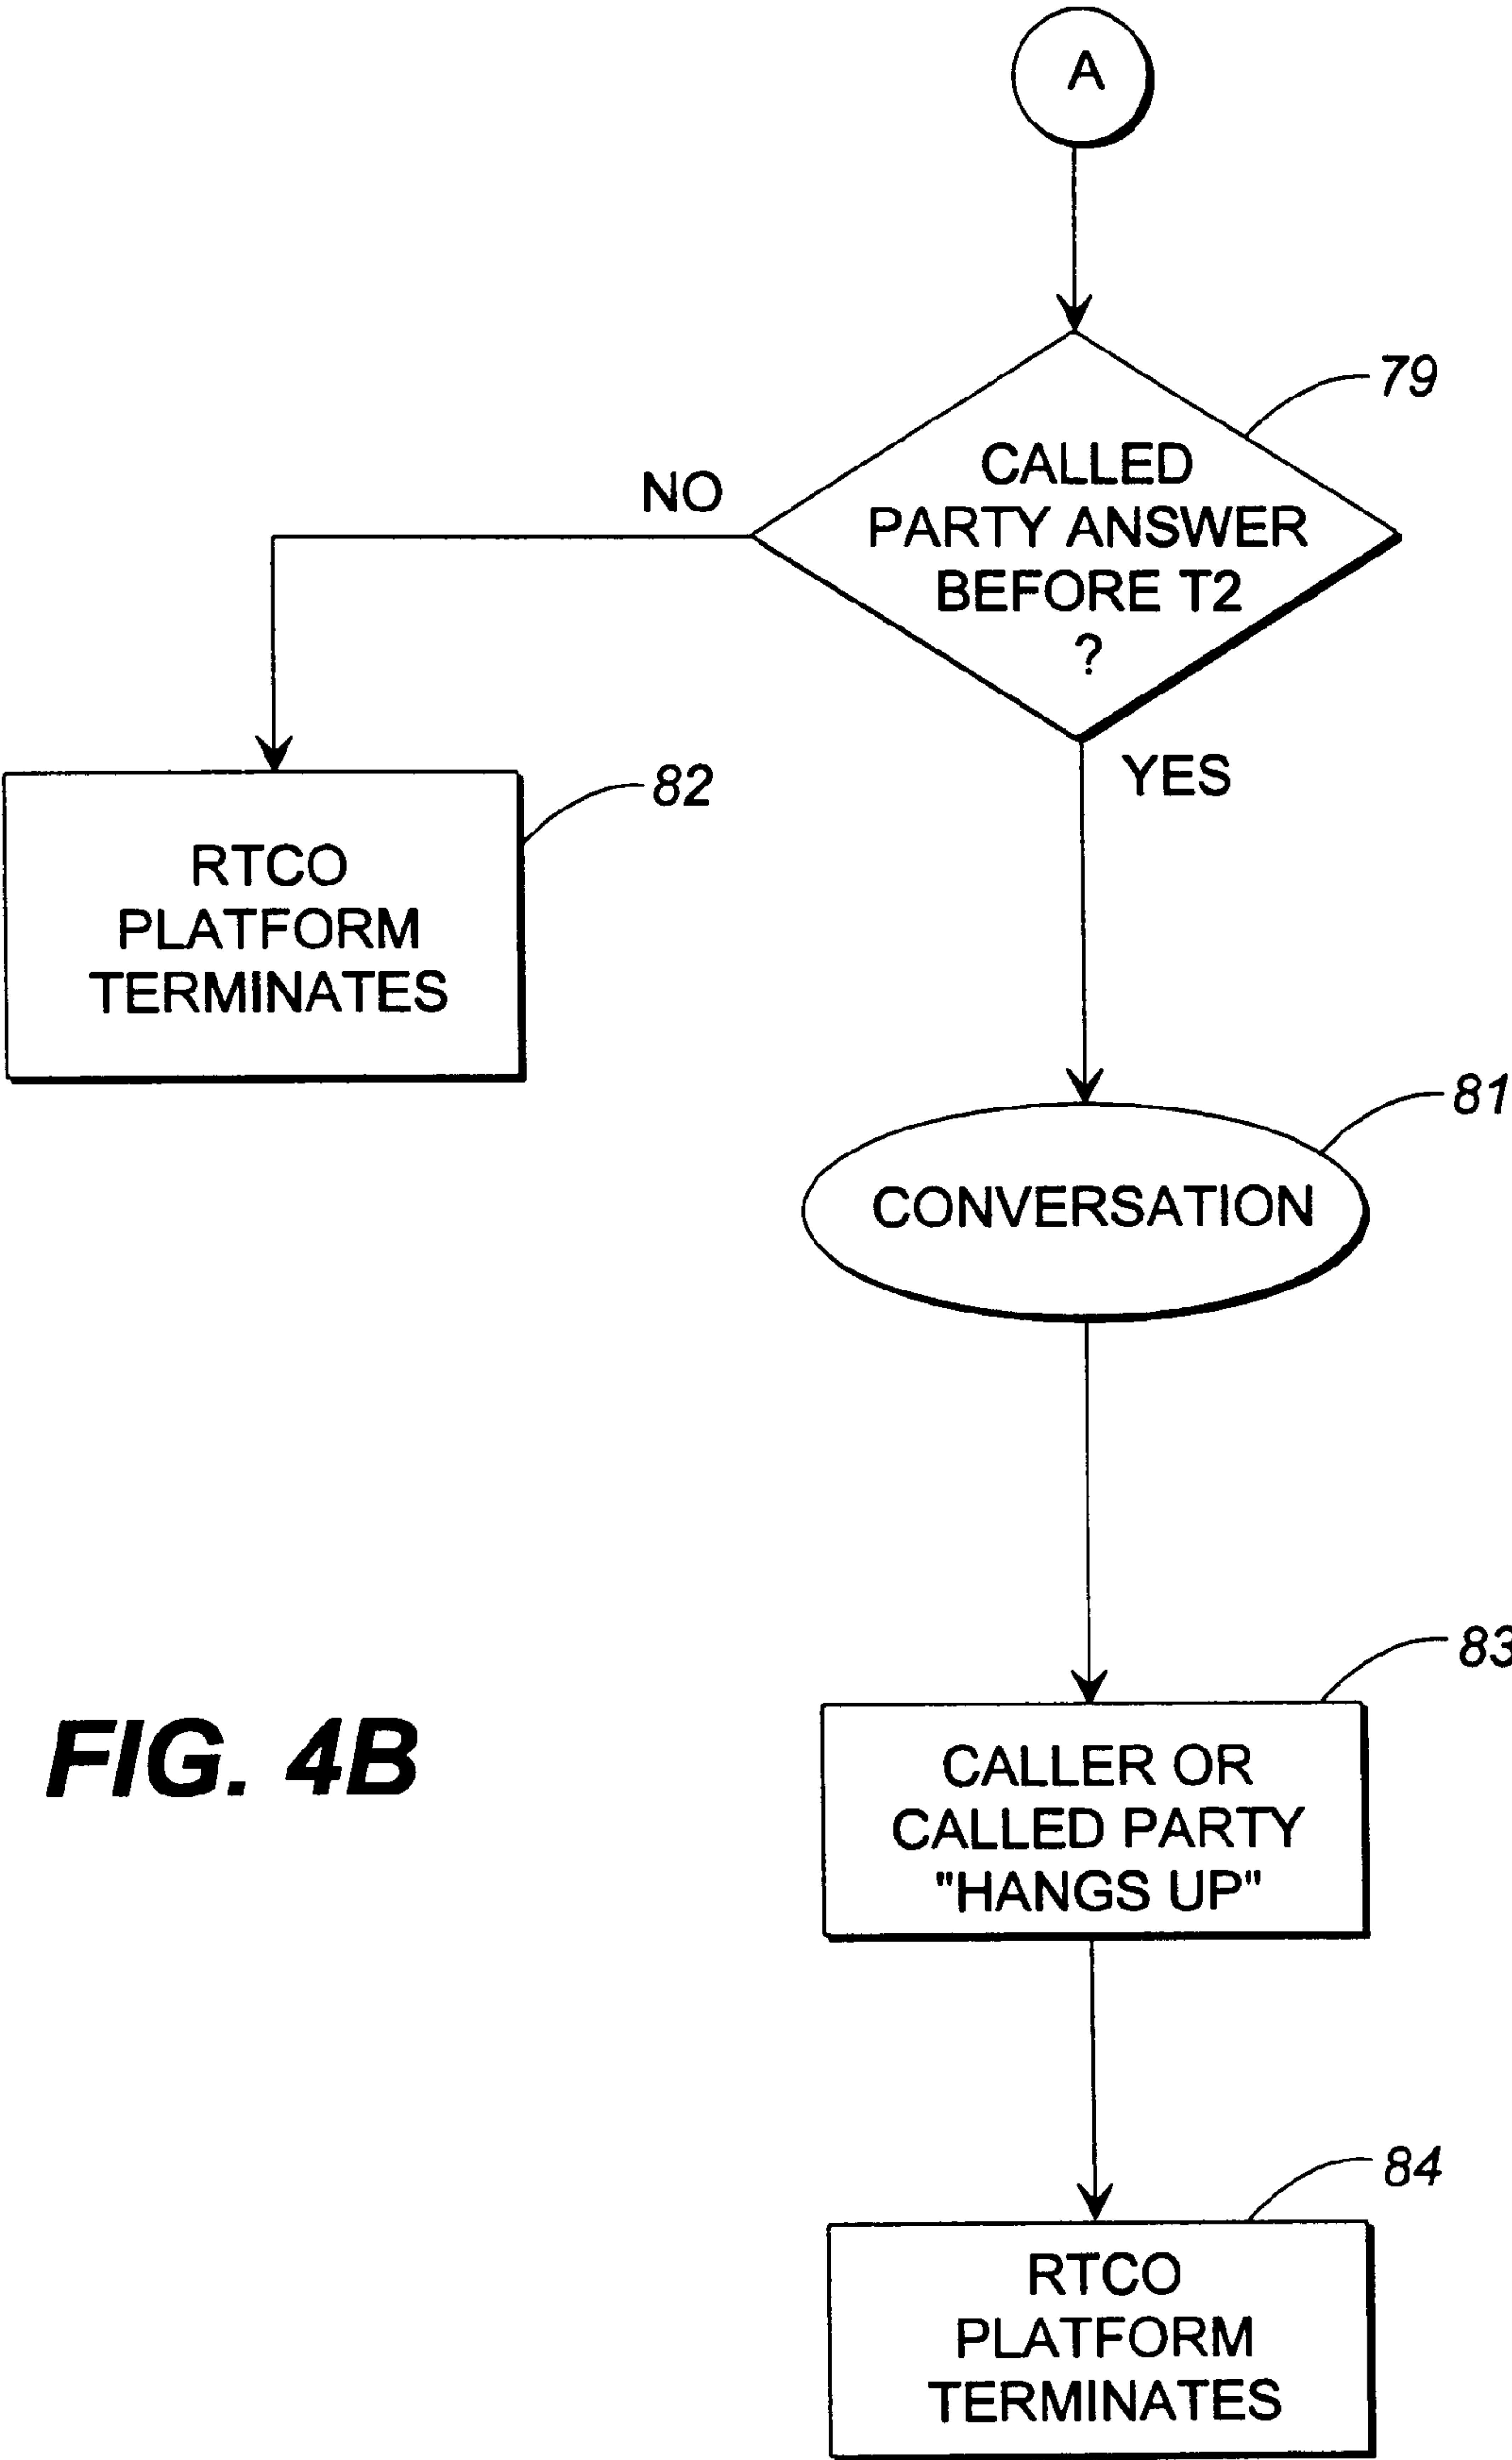 A
79
CALLED
PARTY ANSWER
BEFORE T2
?
NO
YES
82
RTCO
PLATFORM
TERMINATES
81
CONVERSATION
83
CALLER OR
CALLED PARTY
"HANGS UP"
FIG. 4B
84
RTCO
PLATFORM
TERMINATES